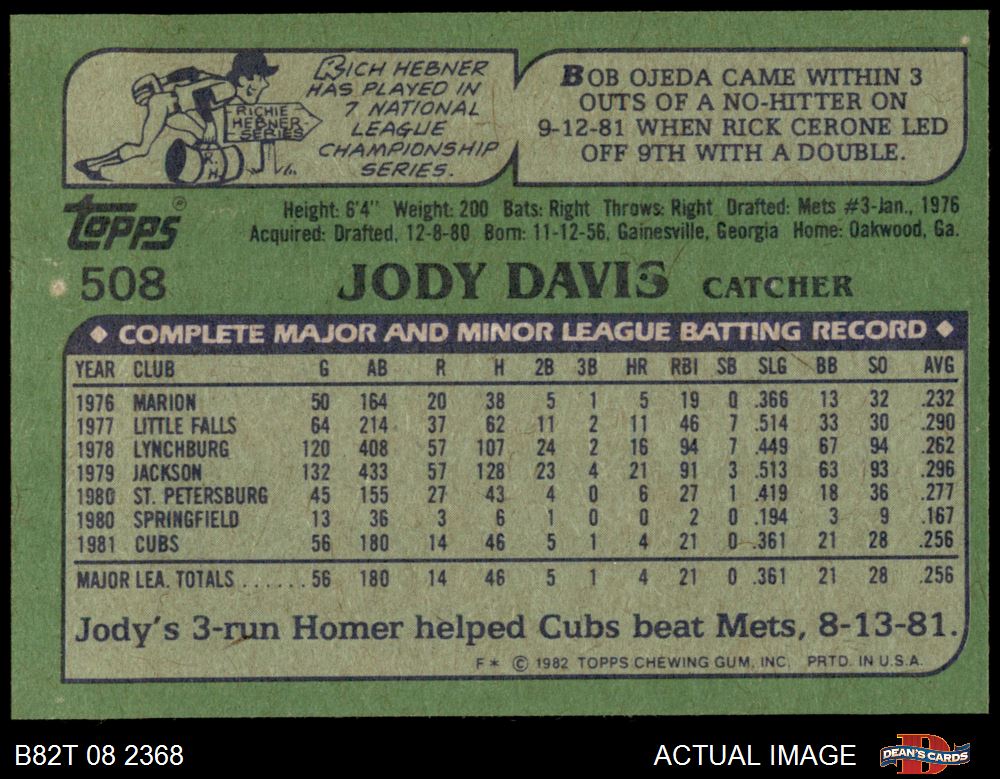 RICH HEBNER
HAS PLAYED IN
7 NATIONAL
LEAGUE
CHAMPIONSHIP
SERIES.
RICHIE
HEBNER
SERIES
R.H.
BOB OJEDA CAME WITHIN 3
OUTS OF A NO-HITTER ON
9-12-81 WHEN RICK CERONE LED
OFF 9TH WITH A DOUBLE.
TOPPS®
Height: 6'4" Weight: 200 Bats: Right Throws: Right Drafted: Mets #3-Jan., 1976
Acquired: Drafted, 12-8-80 Born: 11-12-56, Gainesville, Georgia Home: Oakwood, Ga.
508 JODY DAVIS CATCHER
◆ COMPLETE MAJOR AND MINOR LEAGUE BATTING RECORD ◆
YEAR CLUB G AB R H 2B 3B HR RBI SB SLG BB SO AVG
1976 MARION 50 164 20 38 5 1 5 19 0 .366 13 32 .232
1977 LITTLE FALLS 64 214 37 62 11 2 11 46 7 .514 33 30 .290
1978 LYNCHBURG 120 408 57 107 24 2 16 94 7 .449 67 94 .262
1979 JACKSON 132 433 57 128 23 4 21 91 3 .513 63 93 .296
1980 ST. PETERSBURG 45 155 27 43 4 0 6 27 1 .419 18 36 .277
1980 SPRINGFIELD 13 36 3 6 1 0 0 2 0 .194 3 9 .167
1981 CUBS 56 180 14 46 5 1 4 21 0 .361 21 28 .256
MAJOR LEA. TOTALS ......56 180 14 46 5 1 4 21 0 .361 21 28 .256
Jody's 3-run Homer helped Cubs beat Mets, 8-13-81.
F* © 1982 TOPPS CHEWING GUM, INC. PRTD. IN U.S.A.
B82T 08 2368 ACTUAL IMAGE DEAN'S CARDS